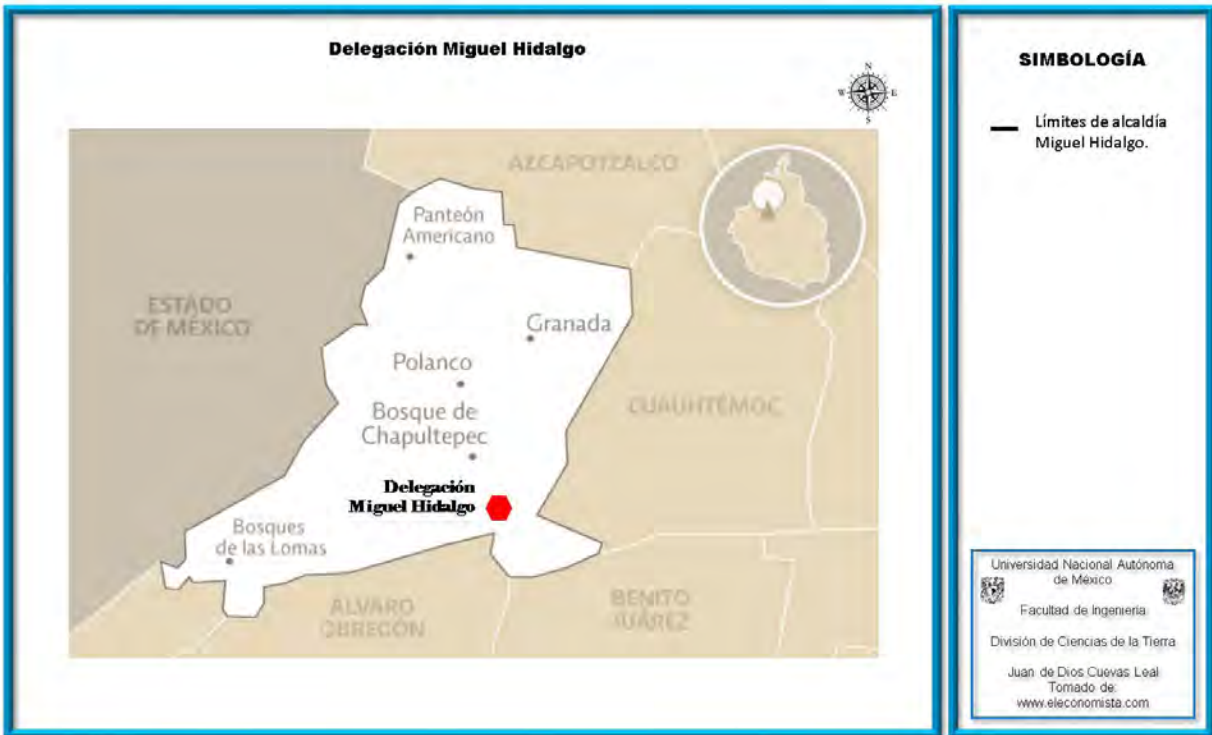 Delegación Miguel Hidalgo
N
W E
S
AZCAPOTZALCO
Panteón
Americano
ESTADO
DE MÉXICO
Granada
Polanco
CUAUHTÉMOC
Bosque de
Chapultepec
Delegación
Miguel Hidalgo
Bosques
de las Lomas
ÁLVARO
OBREGÓN
BENITO
JUÁREZ
SIMBOLOGÍA
Límites de alcaldía
Miguel Hidalgo.
Universidad Nacional Autónoma
de México
Facultad de Ingeniería
División de Ciencias de la Tierra
Juan de Dios Cuevas Leal
Tomado de:
www.eleconomista.com